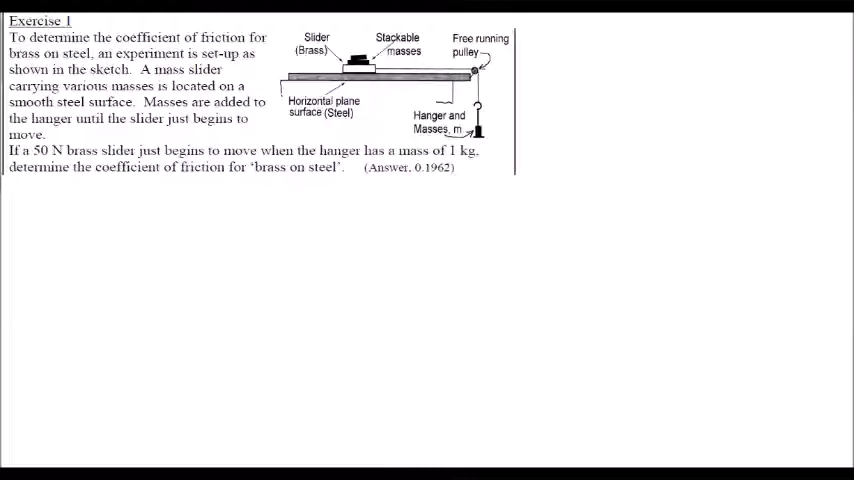 Exercise 1
To determine the coefficient of friction for
brass on steel, an experiment is set-up as
shown in the sketch. A mass slider
carrying various masses is located on a
smooth steel surface. Masses are added to
the hanger until the slider just begins to
move.
Slider
(Brass)
Stackable
masses
Free running
pulley
Horizontal plane
surface (Steel)
Hanger and
Masses, m
If a 50 N brass slider just begins to move when the hanger has a mass of 1 kg,
determine the coefficient of friction for ‘brass on steel’. (Answer, 0.1962)